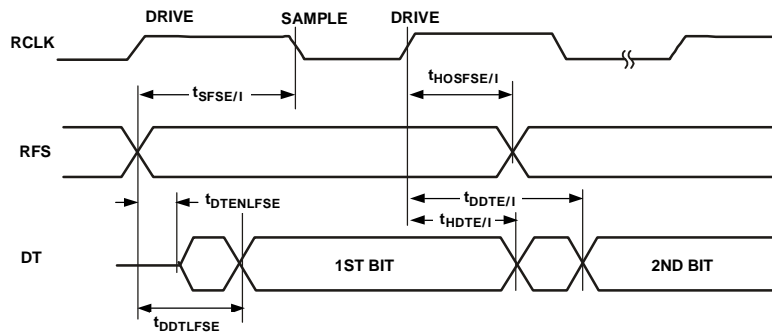 DRIVE SAMPLE DRIVE
RCLK
tSFSE/I
tHOSFSE/I
RFS
tDTENLFSE
tDDTE/I
tHDTE/I
DT
1ST BIT
2ND BIT
tDDTLFSE